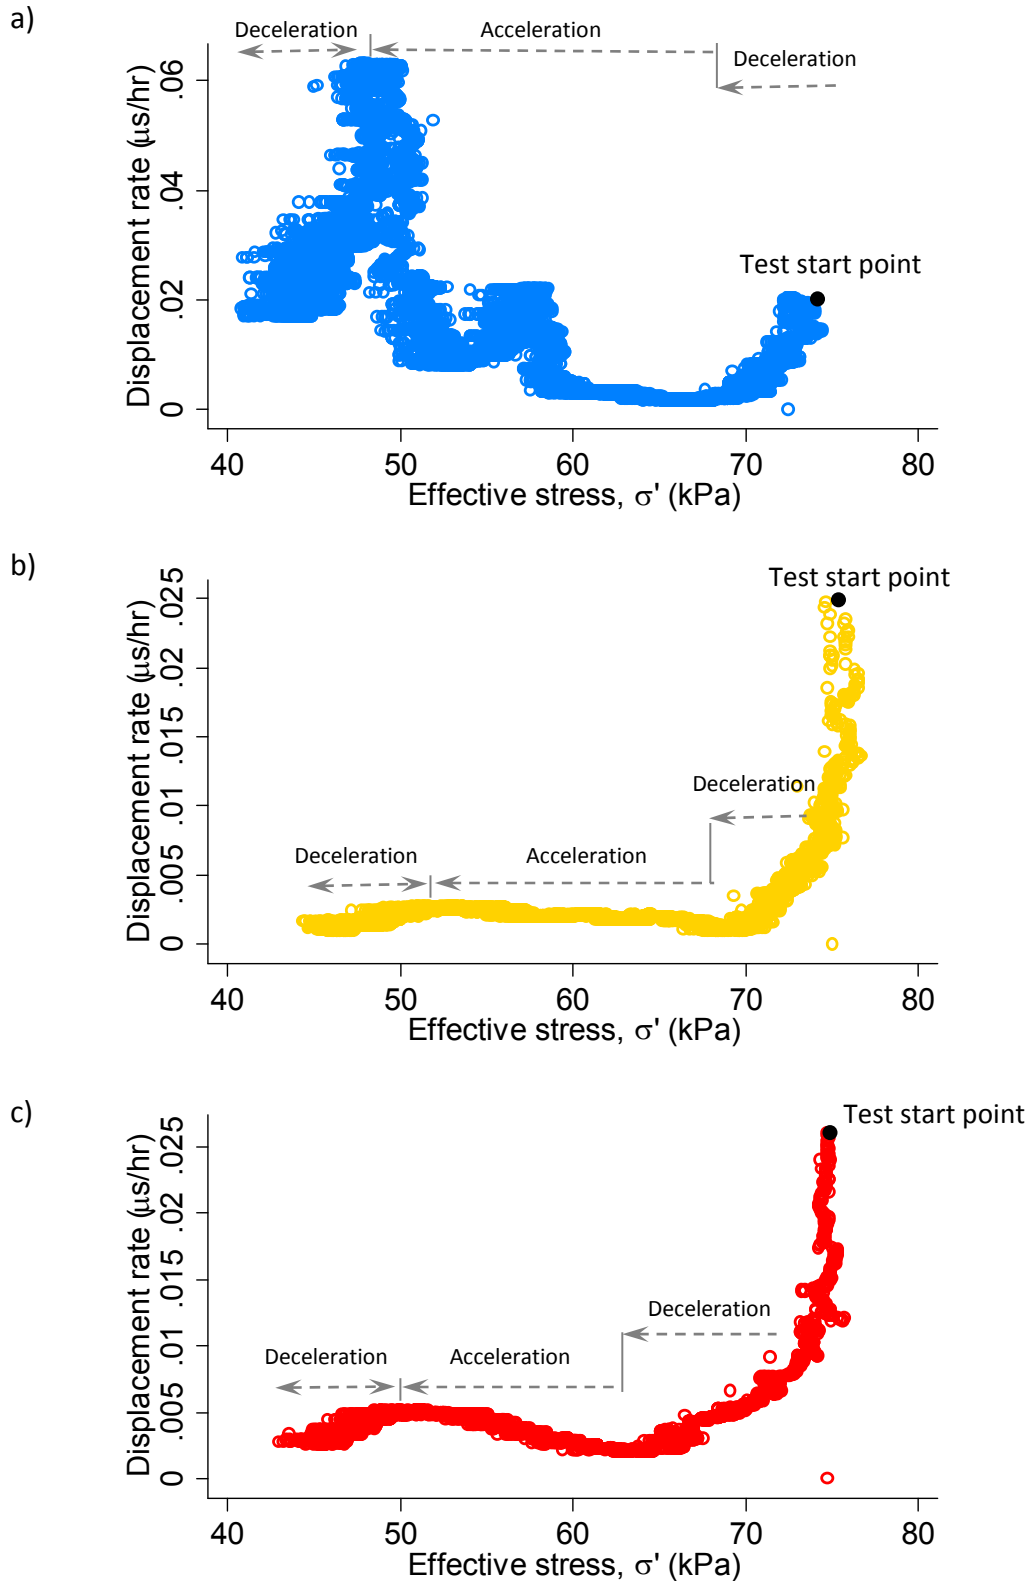 a)
Deceleration
Acceleration
Deceleration
Displacement rate (μs/hr)
0 .02 .04 .06
Test start point
40 50 60 70 80
Effective stress, σ' (kPa)
b)
Test start point
Displacement rate (μs/hr)
0 .005 .01 .015 .02 .025
Deceleration
Deceleration
Acceleration
40 50 60 70 80
Effective stress, σ' (kPa)
c)
Test start point
Displacement rate (μs/hr)
0 .005 .01 .015 .02 .025
Deceleration
Deceleration
Acceleration
40 50 60 70 80
Effective stress, σ' (kPa)